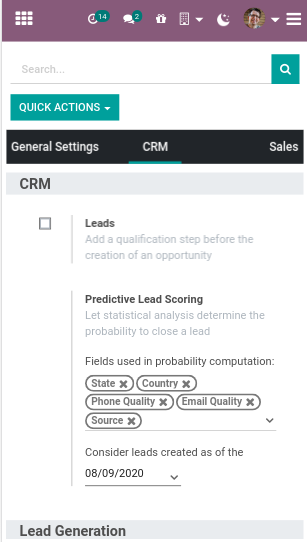 14 2
Search...
QUICK ACTIONS
General Settings CRM Sales
CRM
Leads
Add a qualification step before the
creation of an opportunity
Predictive Lead Scoring
Let statistical analysis determine the
probability to close a lead
Fields used in probability computation:
State Country
Phone Quality Email Quality
Source
Consider leads created as of the
08/09/2020
Lead Generation